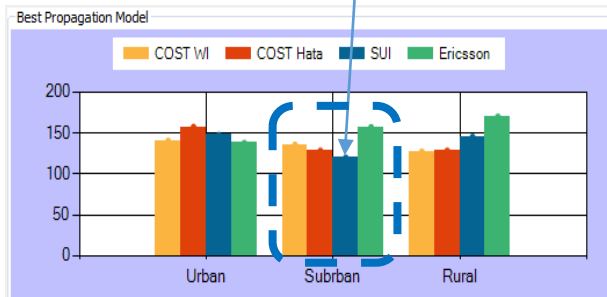 Best Propagation Model
COST WI COST Hata SUI Ericsson
200
150
100
50
0
Urban Subrban Rural